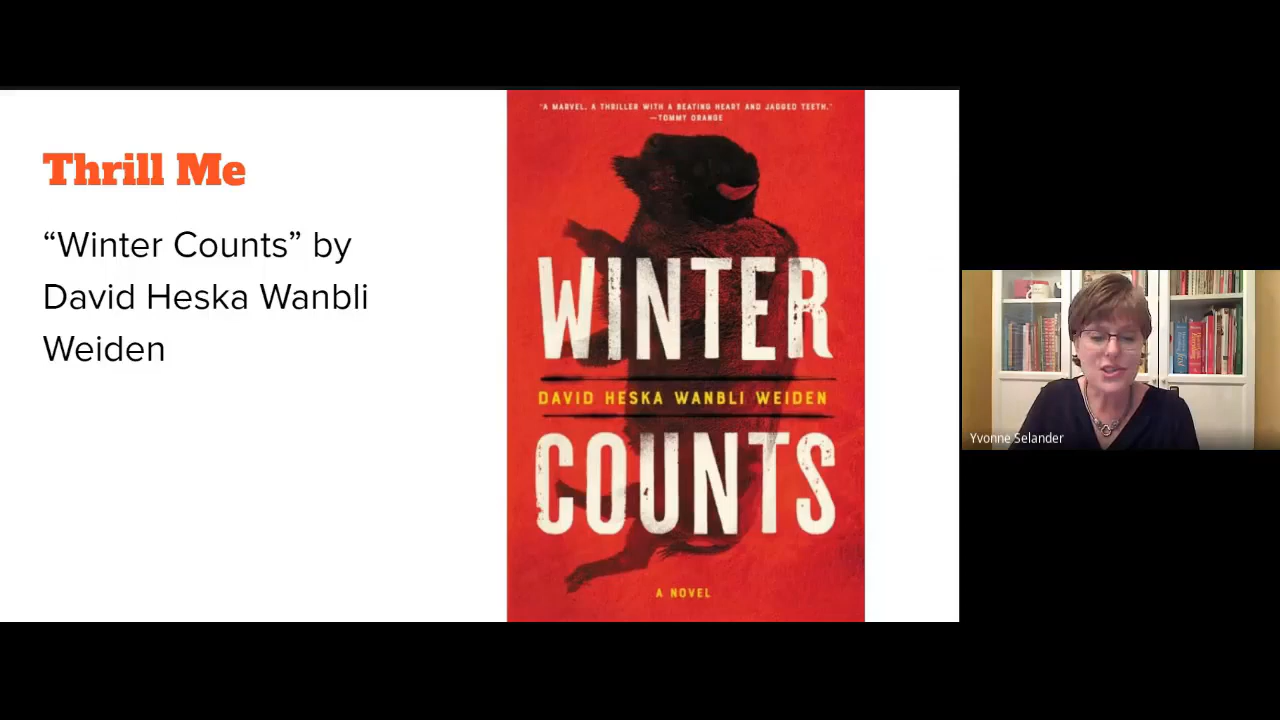 Thrill Me
“Winter Counts” by
David Heska Wanbli
Weiden
"A MARVEL. A THRILLER WITH A BEATING HEART AND JAGGED TEETH."
—TOMMY ORANGE
WINTER
DAVID HESKA WANBLI WEIDEN
COUNTS
A NOVEL
Yvonne Selander